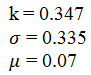 k = 0.347
σ = 0.335
μ = 0.07